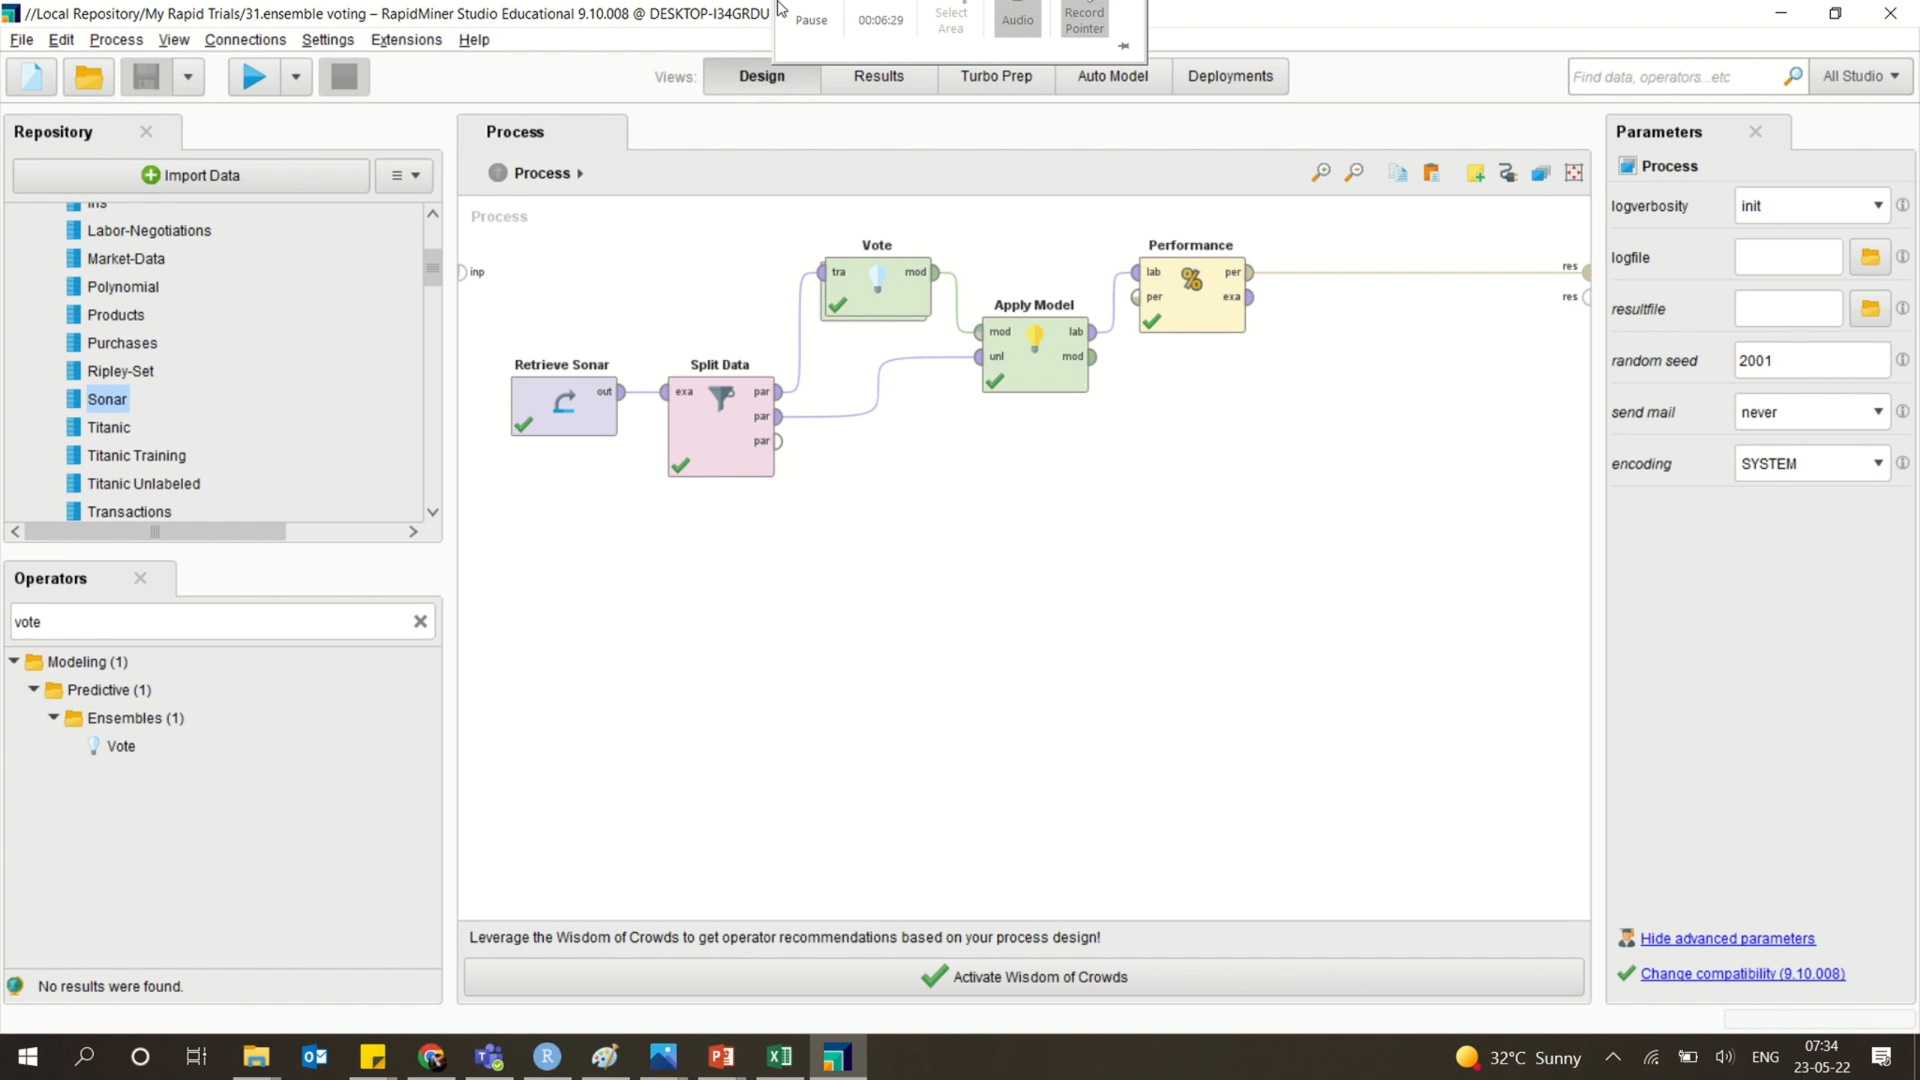 //Local Repository/My Rapid Trials/31.ensemble voting – RapidMiner Studio Educational 9.10.008 @ DESKTOP-I34GRDU
Pause
00:06:29
Select
Area
Audio
Record
Pointer
File Edit Process View Connections Settings Extensions Help
Views:
Design
Results
Turbo Prep
Auto Model
Deployments
Find data, operators...etc
All Studio
Repository
Import Data
Labor-Negotiations
Market-Data
Polynomial
Products
Purchases
Ripley-Set
Sonar
Titanic
Titanic Training
Titanic Unlabeled
Transactions
Operators
vote
Modeling (1)
Predictive (1)
Ensembles (1)
Vote
No results were found.
Process
Process
Process
inp
Retrieve Sonar
out
Split Data
exa par
par
par
Vote
tra mod
Apply Model
mod lab
unl mod
Performance
lab per
per exa
res
res
Leverage the Wisdom of Crowds to get operator recommendations based on your process design!
Activate Wisdom of Crowds
Parameters
Process
logverbosity init
logfile
resultfile
random seed 2001
send mail never
encoding SYSTEM
Hide advanced parameters
Change compatibility (9.10.008)
32°C Sunny
ENG
07:34
23-05-22